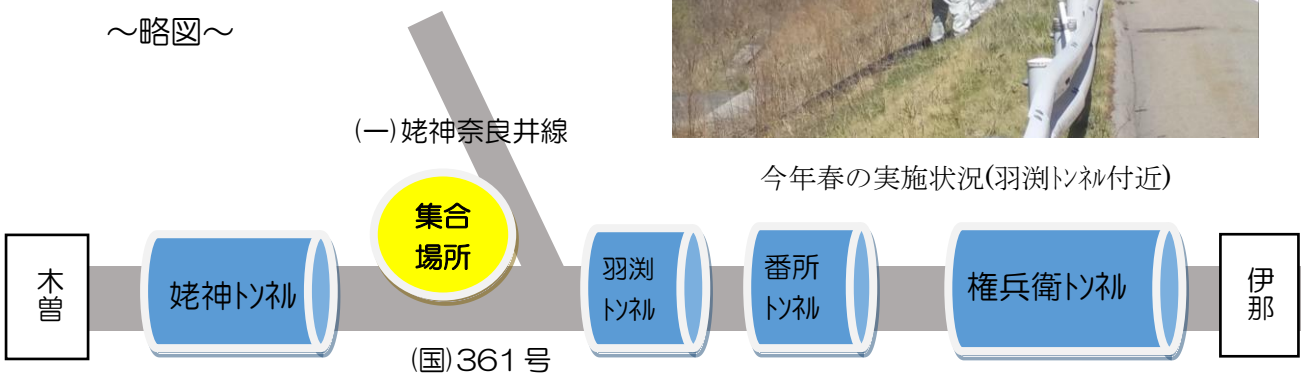 ～略図～
(一)姥神奈良井線
今年春の実施状況(羽渕ﾄﾝﾈﾙ付近)
集合
場所
木
曽
姥神ﾄﾝﾈﾙ
羽渕
ﾄﾝﾈﾙ
番所
ﾄﾝﾈﾙ
権兵衛ﾄﾝﾈﾙ
伊
那
(国)361号